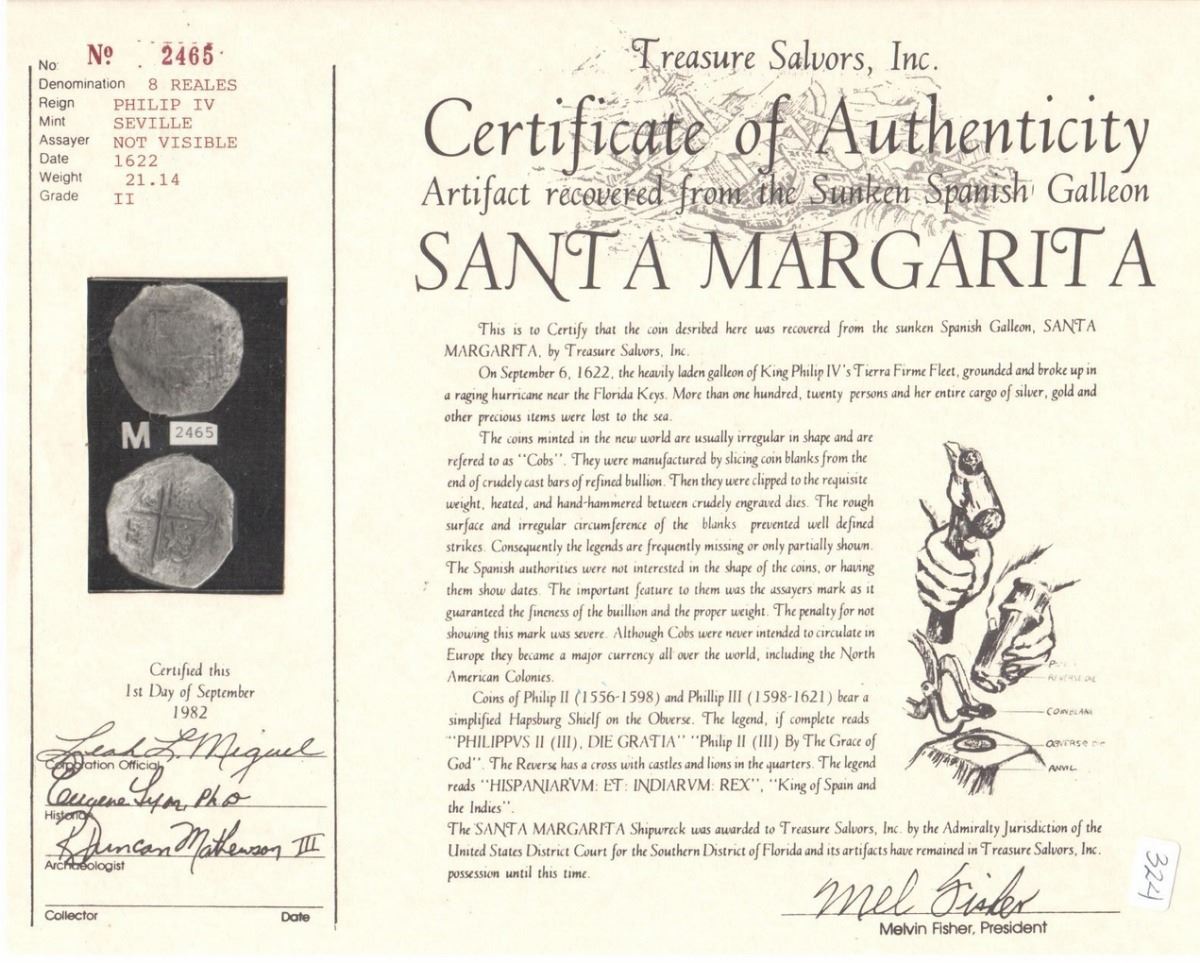 No: Nº 2465
Denomination 8 REALES
Reign PHILIP IV
Mint SEVILLE
Assayer NOT VISIBLE
Date 1622
Weight 21.14
Grade II
M 2465
Certified this
1st Day of September
1982
Leah L. Miguel
Corporation Official
Eugene Lyon, Ph D
Historian
R Duncan Mathewson III
Archaeologist
Collector Date
Treasure Salvors, Inc.
Certificate of Authenticity
Artifact recovered from the Sunken Spanish Galleon
SANTA MARGARITA
This is to Certify that the coin desribed here was recovered from the sunken Spanish Galleon, SANTA
MARGARITA, by Treasure Salvors, Inc.
On September 6, 1622, the heavily laden galleon of King Philip IV's Tierra Firme Fleet, grounded and broke up in
a raging hurricane near the Florida Keys. More than one hundred, twenty persons and her entire cargo of silver, gold and
other precious items were lost to the sea.
The coins minted in the new world are usually irregular in shape and are
refered to as "Cobs". They were manufactured by slicing coin blanks from the
end of crudely cast bars of refined bullion. Then they were clipped to the requisite
weight, heated, and hand-hammered between crudely engraved dies. The rough
surface and irregular circumference of the blanks prevented well defined
strikes. Consequently the legends are frequently missing or only partially shown.
The Spanish authorities were not interested in the shape of the coins, or having
them show dates. The important feature to them was the assayers mark as it
guaranteed the fineness of the buillion and the proper weight. The penalty for not
showing this mark was severe. Although Cobs were never intended to circulate in
Europe they became a major currency all over the world, including the North
American Colonies.
Coins of Philip II (1556-1598) and Phillip III (1598-1621) bear a
simplified Hapsburg Shielf on the Obverse. The legend, if complete reads
"PHILIPPVS II (III), DIE GRATIA" "Philip II (III) By The Grace of
God". The Reverse has a cross with castles and lions in the quarters. The legend
reads "HISPANIARVM: ET: INDIARVM: REX", "King of Spain and
the Indies".
The SANTA MARGARITA Shipwreck was awarded to Treasure Salvors, Inc. by the Admiralty Jurisdiction of the
United States District Court for the Southern District of Florida and its artifacts have remained in Treasure Salvors, Inc.
possession until this time.
REVERSE DIE
COIN BLANK
OBVERSE DIE
ANVIL
Mel Fisher
Melvin Fisher, President
324